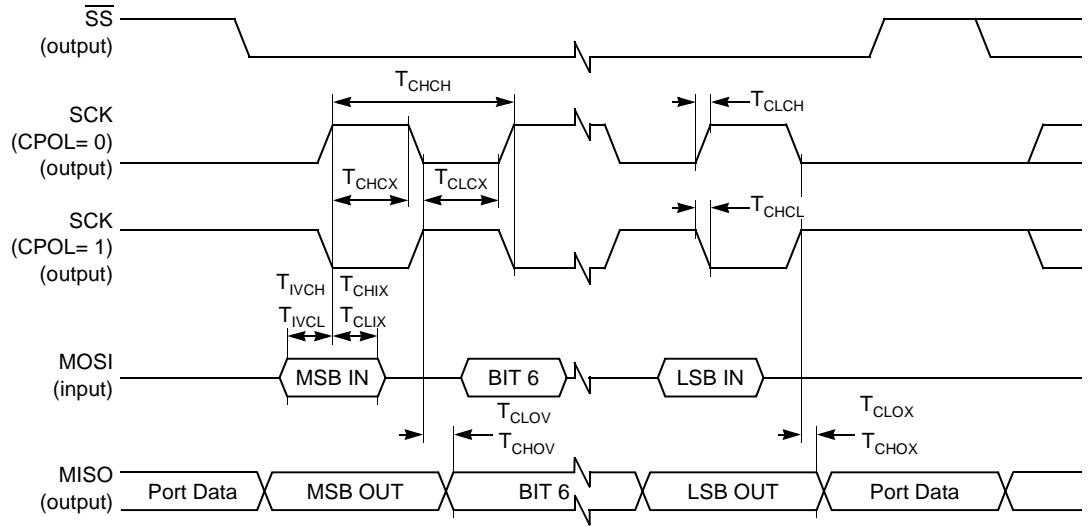 SS
(output)
T_CHCH
SCK
(CPOL= 0)
(output)
T_CLCH
T_CHCX
T_CLCX
SCK
(CPOL= 1)
(output)
T_CHCL
T_IVCH
T_CHIX
T_IVCL
T_CLIX
MOSI
(input)
MSB IN
BIT 6
LSB IN
T_CLOV
T_CHOV
T_CLOX
T_CHOX
MISO
(output)
Port Data
MSB OUT
BIT 6
LSB OUT
Port Data